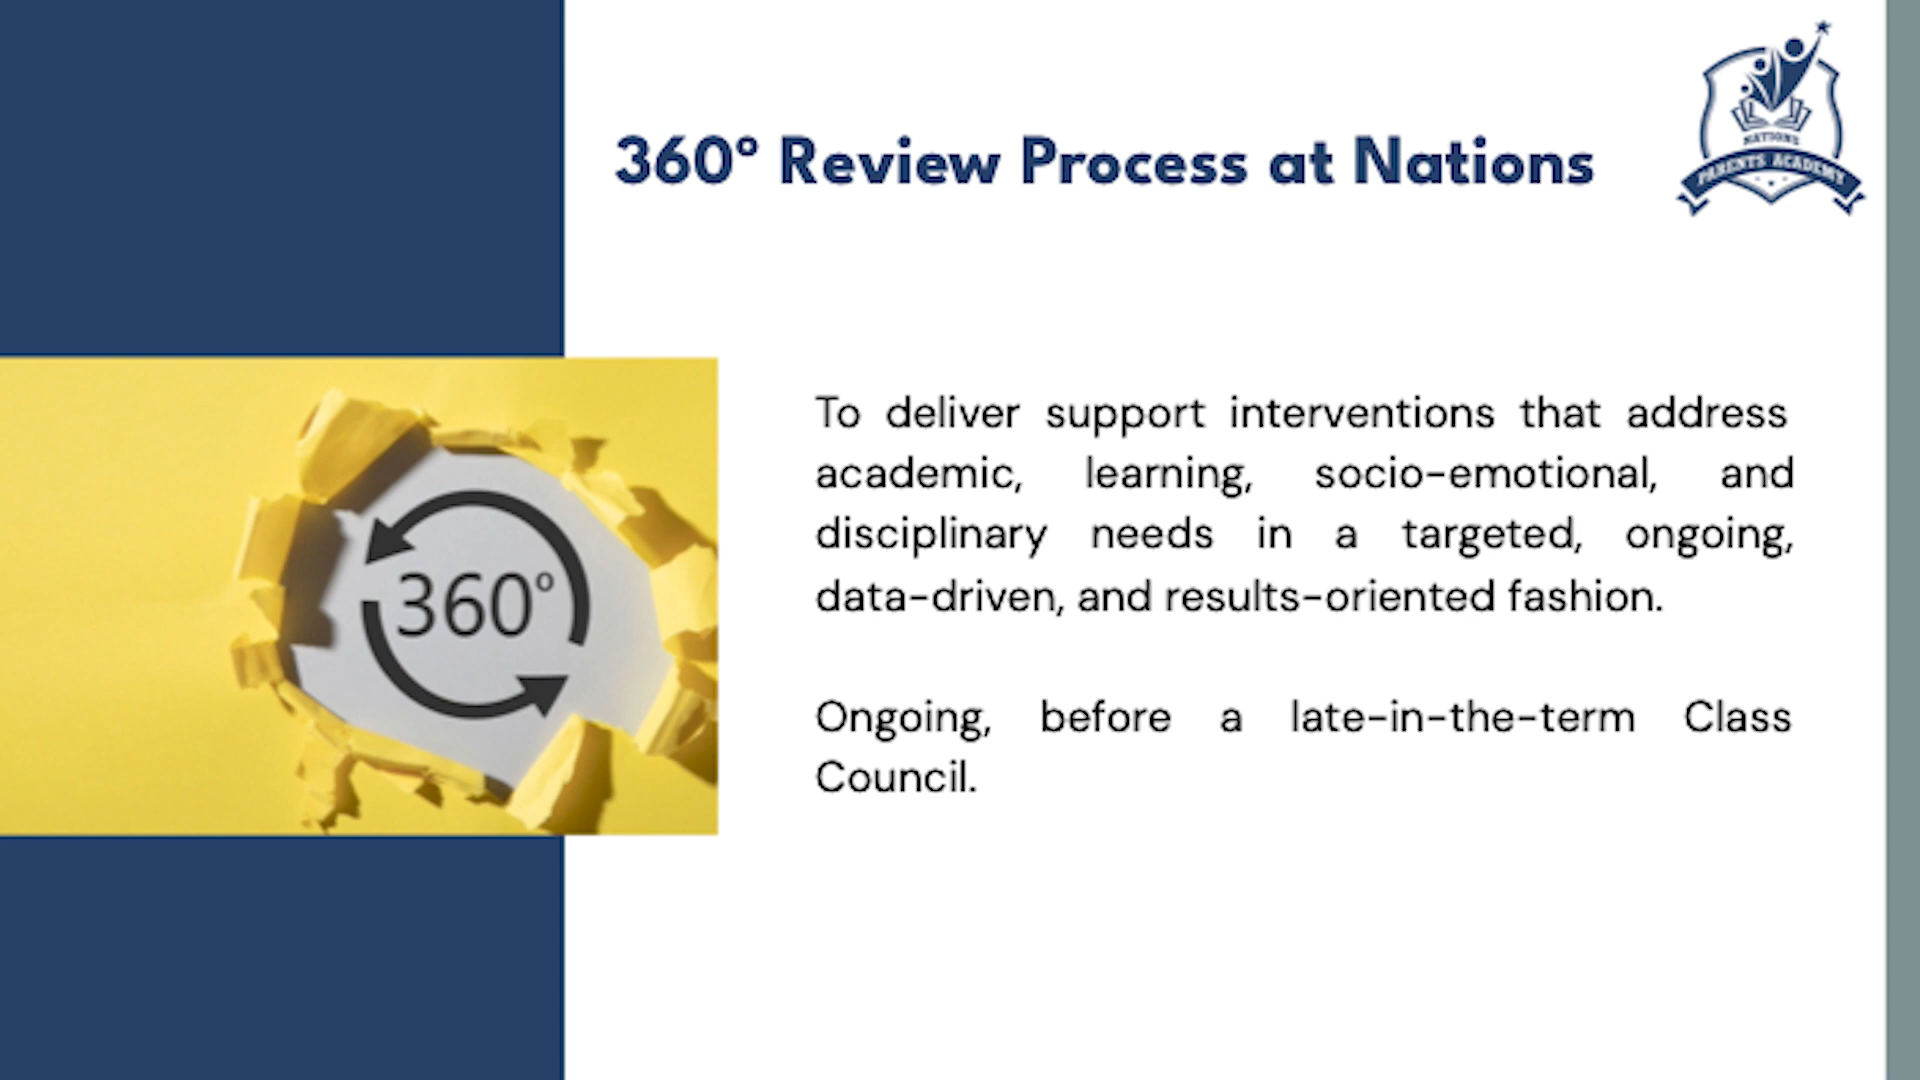 360° Review Process at Nations
NATIONS
PARENTS ACADEMY
360°
To deliver support interventions that address
academic, learning, socio-emotional, and
disciplinary needs in a targeted, ongoing,
data-driven, and results-oriented fashion.
Ongoing, before a late-in-the-term Class
Council.